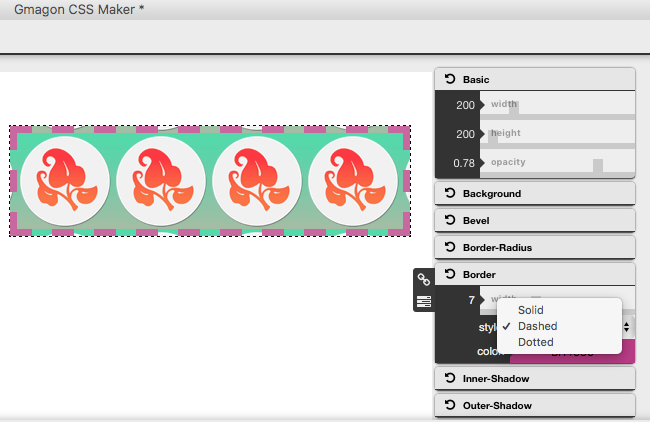 Gmagon CSS Maker *
Basic
200 width
200 height
0.78 opacity
Background
Bevel
Border-Radius
Border
7 width
Solid
style ✓ Dashed
Dotted
color
Inner-Shadow
Outer-Shadow